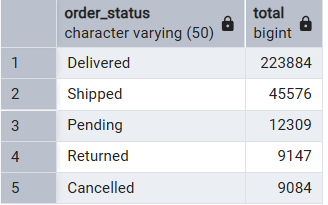 order_status total
character varying (50) bigint
1 Delivered 223884
2 Shipped 45576
3 Pending 12309
4 Returned 9147
5 Cancelled 9084